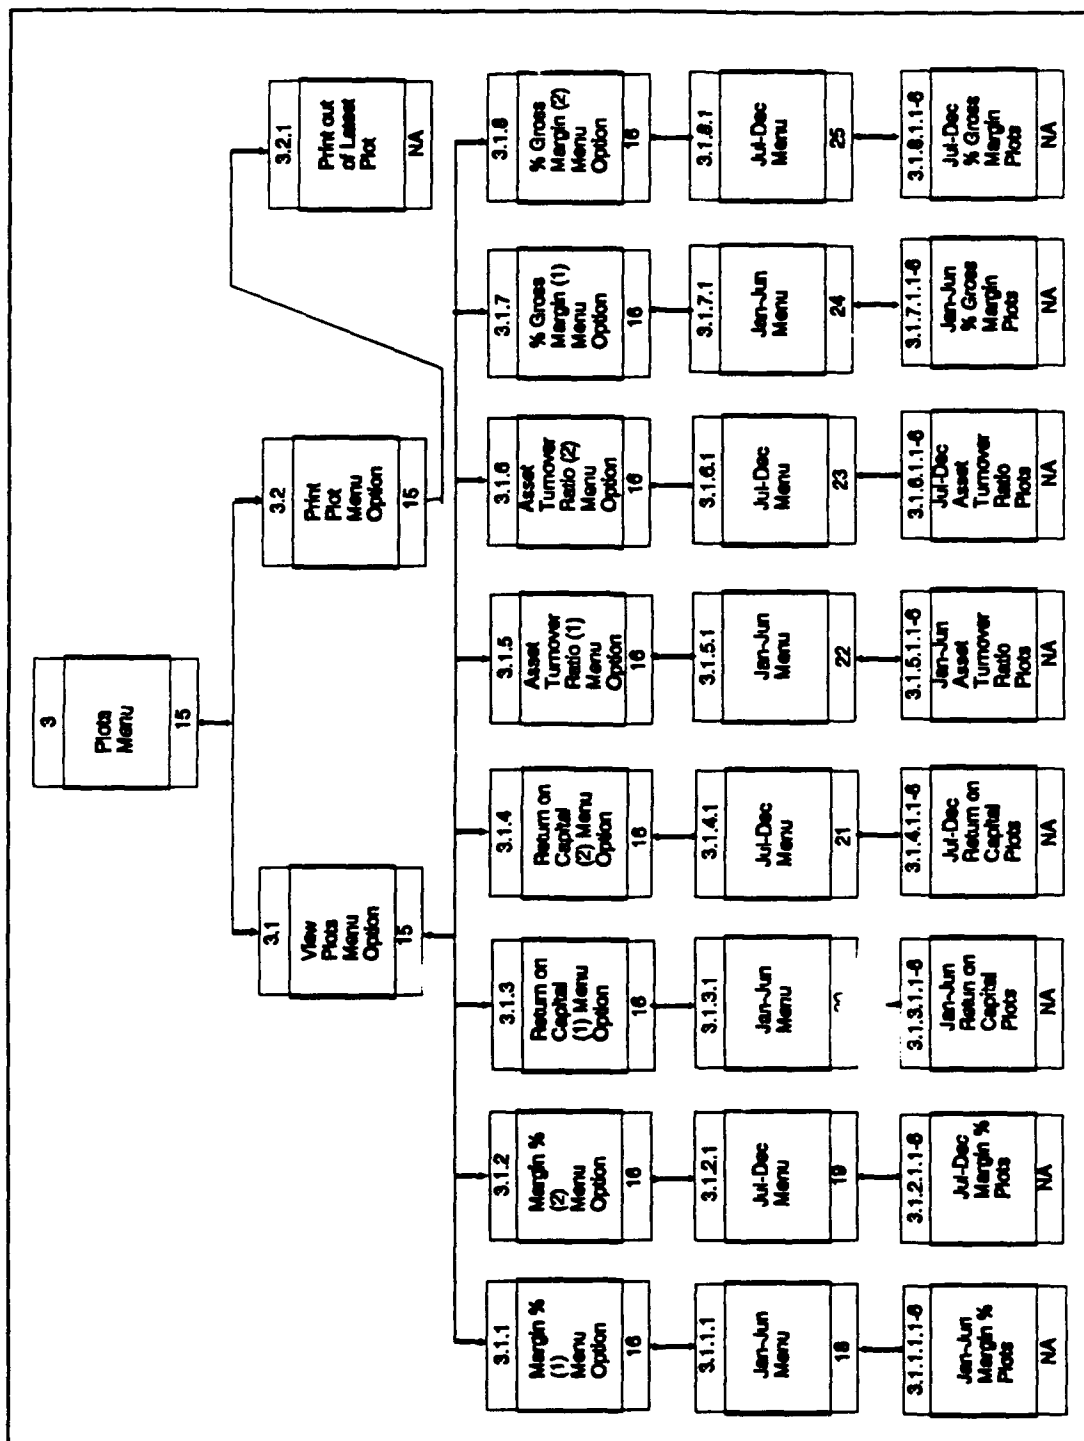 3
Plots
Menu
15
3.1
View
Plots
Menu
Option
15
3.2
Print
Plot
Menu
Option
15
3.2.1
Print out
of Lasest
Plot
NA
3.1.1
Margin %
(1)
Menu
Option
16
3.1.2
Margin %
(2)
Menu
Option
16
3.1.3
Return on
Capital
(1) Menu
Option
16
3.1.4
Return on
Capital
(2) Menu
Option
16
3.1.5
Asset
Turnover
Ratio (1)
Menu
Option
16
3.1.6
Asset
Turnover
Ratio (2)
Menu
Option
16
3.1.7
% Gross
Margin (1)
Menu
Option
16
3.1.8
% Gross
Margin (2)
Menu
Option
16
3.1.1.1
Jan-Jun
Menu
18
3.1.2.1
Jul-Dec
Menu
19
3.1.3.1
Jan-Jun
Menu
3.1.4.1
Jul-Dec
Menu
21
3.1.5.1
Jan-Jun
Menu
22
3.1.6.1
Jul-Dec
Menu
23
3.1.7.1
Jan-Jun
Menu
24
3.1.8.1
Jul-Dec
Menu
25
3.1.1.1.1-6
Jan-Jun
Margin %
Plots
NA
3.1.2.1.1-6
Jul-Dec
Margin %
Plots
NA
3.1.3.1.1-6
Jan-Jun
Retun on
Capital
Plots
NA
3.1.4.1.1-6
Jul-Dec
Return on
Capital
Plots
NA
3.1.5.1.1-6
Jan-Jun
Asset
Turnover
Ratio
Plots
NA
3.1.6.1.1-6
Jul-Dec
Asset
Turnover
Ratio
Plots
NA
3.1.7.1.1-6
Jan-Jun
% Gross
Margin
Plots
NA
3.1.8.1.1-6
Jul-Dec
% Gross
Margin
Plots
NA